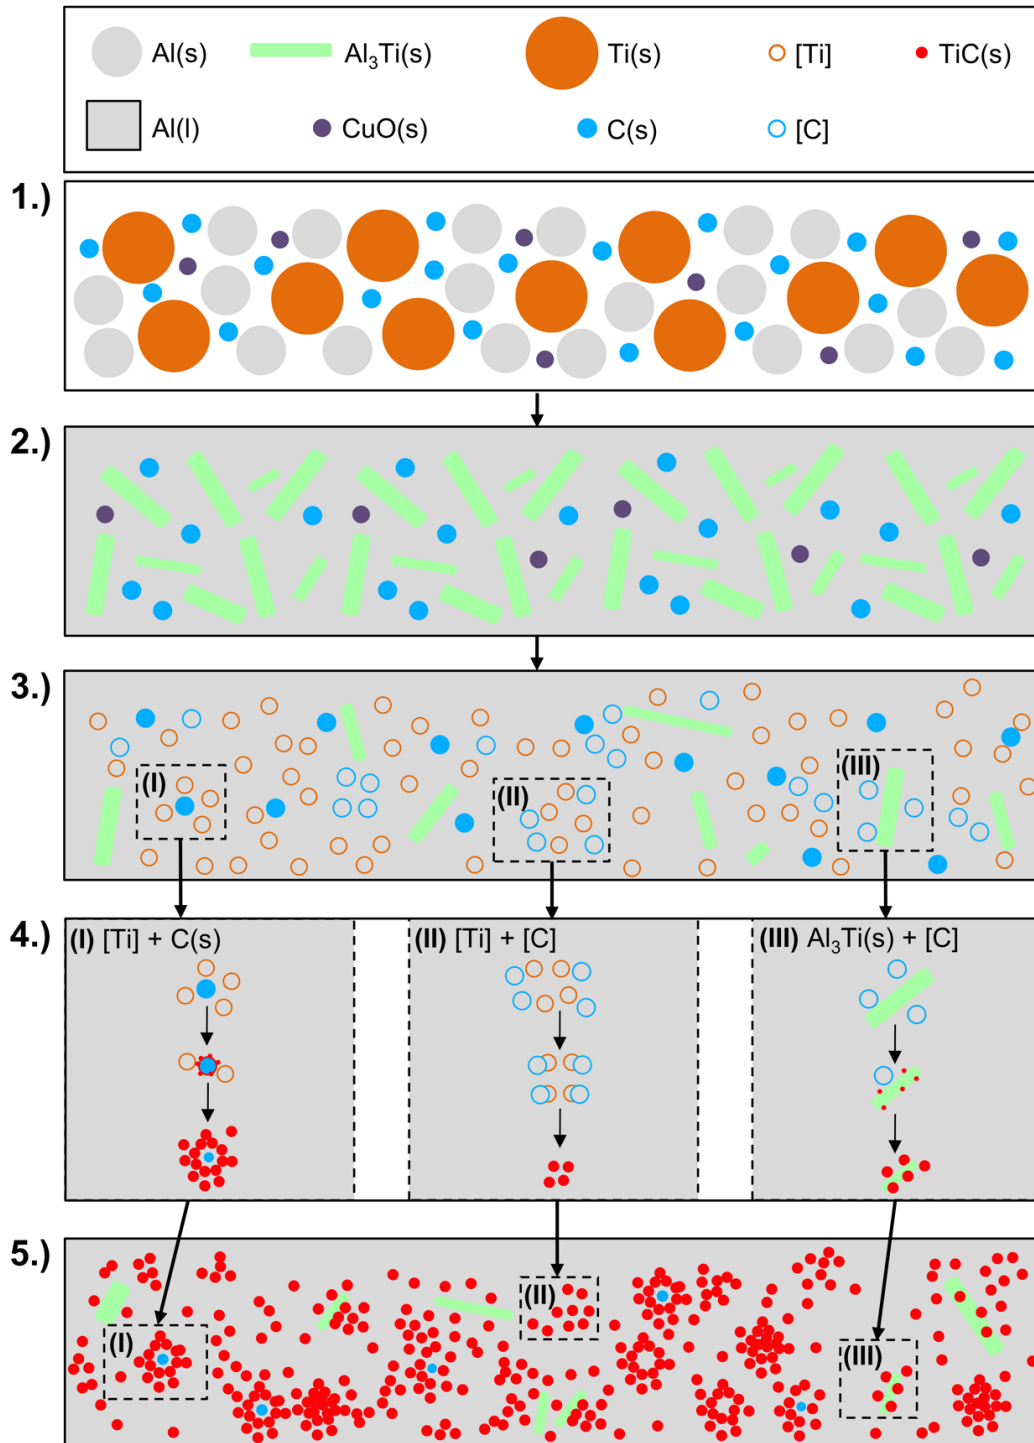 Al(s) Al₃Ti(s) Ti(s) [Ti] TiC(s)
Al(l) CuO(s) C(s) [C]
1.)
2.)
3.)
(I) (II) (III)
4.)
(I) [Ti] + C(s) (II) [Ti] + [C] (III) Al₃Ti(s) + [C]
5.)
(I) (II) (III)